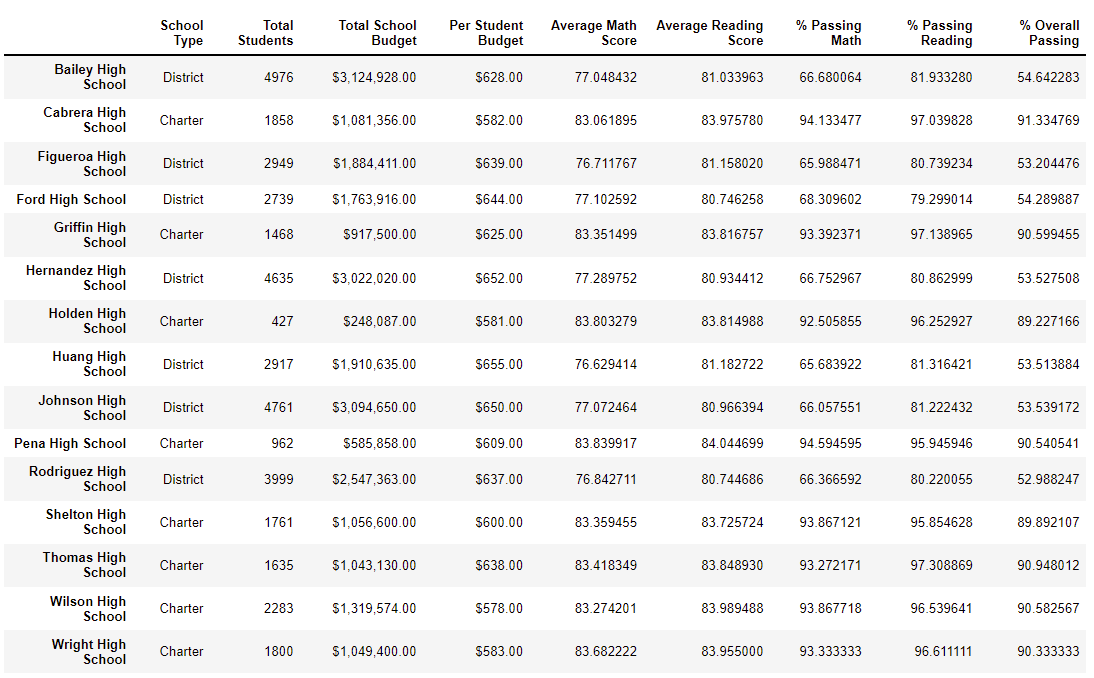 School Type Total Students Total School Budget Per Student Budget Average Math Score Average Reading Score % Passing Math % Passing Reading % Overall Passing
Bailey High School District 4976 $3,124,928.00 $628.00 77.048432 81.033963 66.680064 81.933280 54.642283
Cabrera High School Charter 1858 $1,081,356.00 $582.00 83.061895 83.975780 94.133477 97.039828 91.334769
Figueroa High School District 2949 $1,884,411.00 $639.00 76.711767 81.158020 65.988471 80.739234 53.204476
Ford High School District 2739 $1,763,916.00 $644.00 77.102592 80.746258 68.309602 79.299014 54.289887
Griffin High School Charter 1468 $917,500.00 $625.00 83.351499 83.816757 93.392371 97.138965 90.599455
Hernandez High School District 4635 $3,022,020.00 $652.00 77.289752 80.934412 66.752967 80.862999 53.527508
Holden High School Charter 427 $248,087.00 $581.00 83.803279 83.814988 92.505855 96.252927 89.227166
Huang High School District 2917 $1,910,635.00 $655.00 76.629414 81.182722 65.683922 81.316421 53.513884
Johnson High School District 4761 $3,094,650.00 $650.00 77.072464 80.966394 66.057551 81.222432 53.539172
Pena High School Charter 962 $585,858.00 $609.00 83.839917 84.044699 94.594595 95.945946 90.540541
Rodriguez High School District 3999 $2,547,363.00 $637.00 76.842711 80.744686 66.366592 80.220055 52.988247
Shelton High School Charter 1761 $1,056,600.00 $600.00 83.359455 83.725724 93.867121 95.854628 89.892107
Thomas High School Charter 1635 $1,043,130.00 $638.00 83.418349 83.848930 93.272171 97.308869 90.948012
Wilson High School Charter 2283 $1,319,574.00 $578.00 83.274201 83.989488 93.867718 96.539641 90.582567
Wright High School Charter 1800 $1,049,400.00 $583.00 83.682222 83.955000 93.333333 96.611111 90.333333